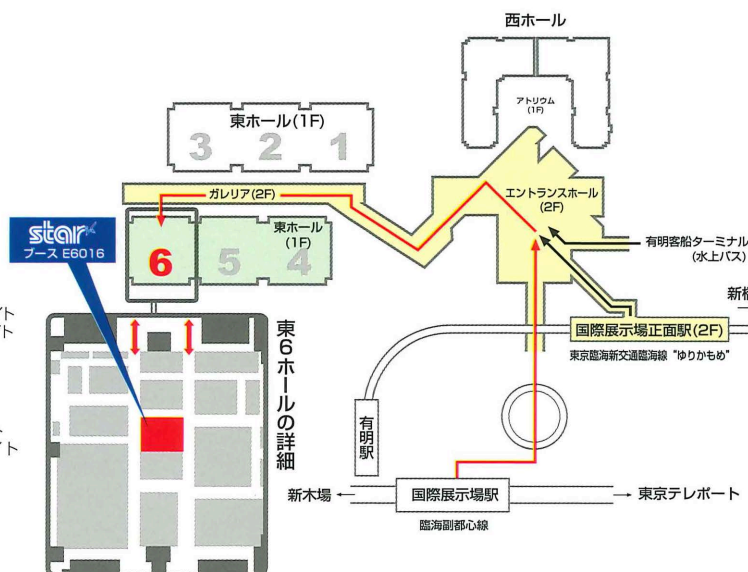 西ホール
アトリウム
(1F)
東ホール(1F)
3 2 1
ガレリア(2F)
エントランスホール
(2F)
star
ブース E6016
東ホール
(1F)
6 5 4
有明客船ターミナル
(水上バス)
新橋
国際展示場正面駅(2F)
東京臨海新交通臨海線 "ゆりかもめ"
東6ホールの詳細
有明駅
新木場
国際展示場駅
東京テレポート
臨海副都心線